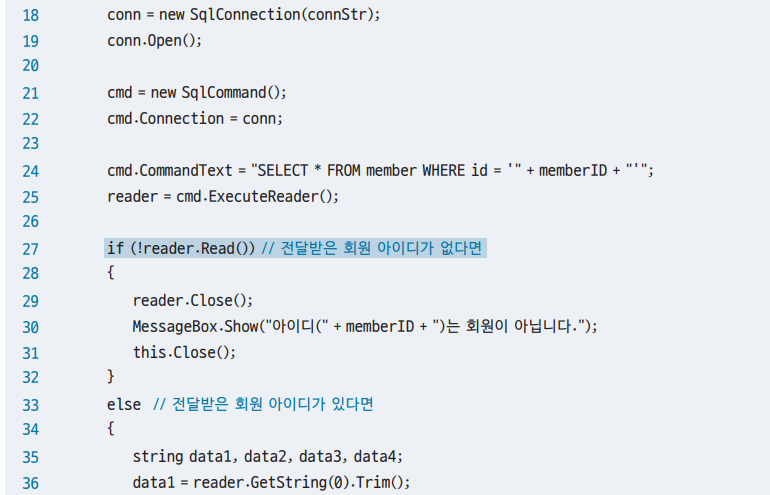 18 conn = new SqlConnection(connStr);
19 conn.Open();
20
21 cmd = new SqlCommand();
22 cmd.Connection = conn;
23
24 cmd.CommandText = "SELECT * FROM member WHERE id = '" + memberID + "'";
25 reader = cmd.ExecuteReader();
26
27 if (!reader.Read()) // 전달받은 회원 아이디가 없다면
28 {
29 reader.Close();
30 MessageBox.Show("아이디(" + memberID + ")는 회원이 아닙니다.");
31 this.Close();
32 }
33 else // 전달받은 회원 아이디가 있다면
34 {
35 string data1, data2, data3, data4;
36 data1 = reader.GetString(0).Trim();